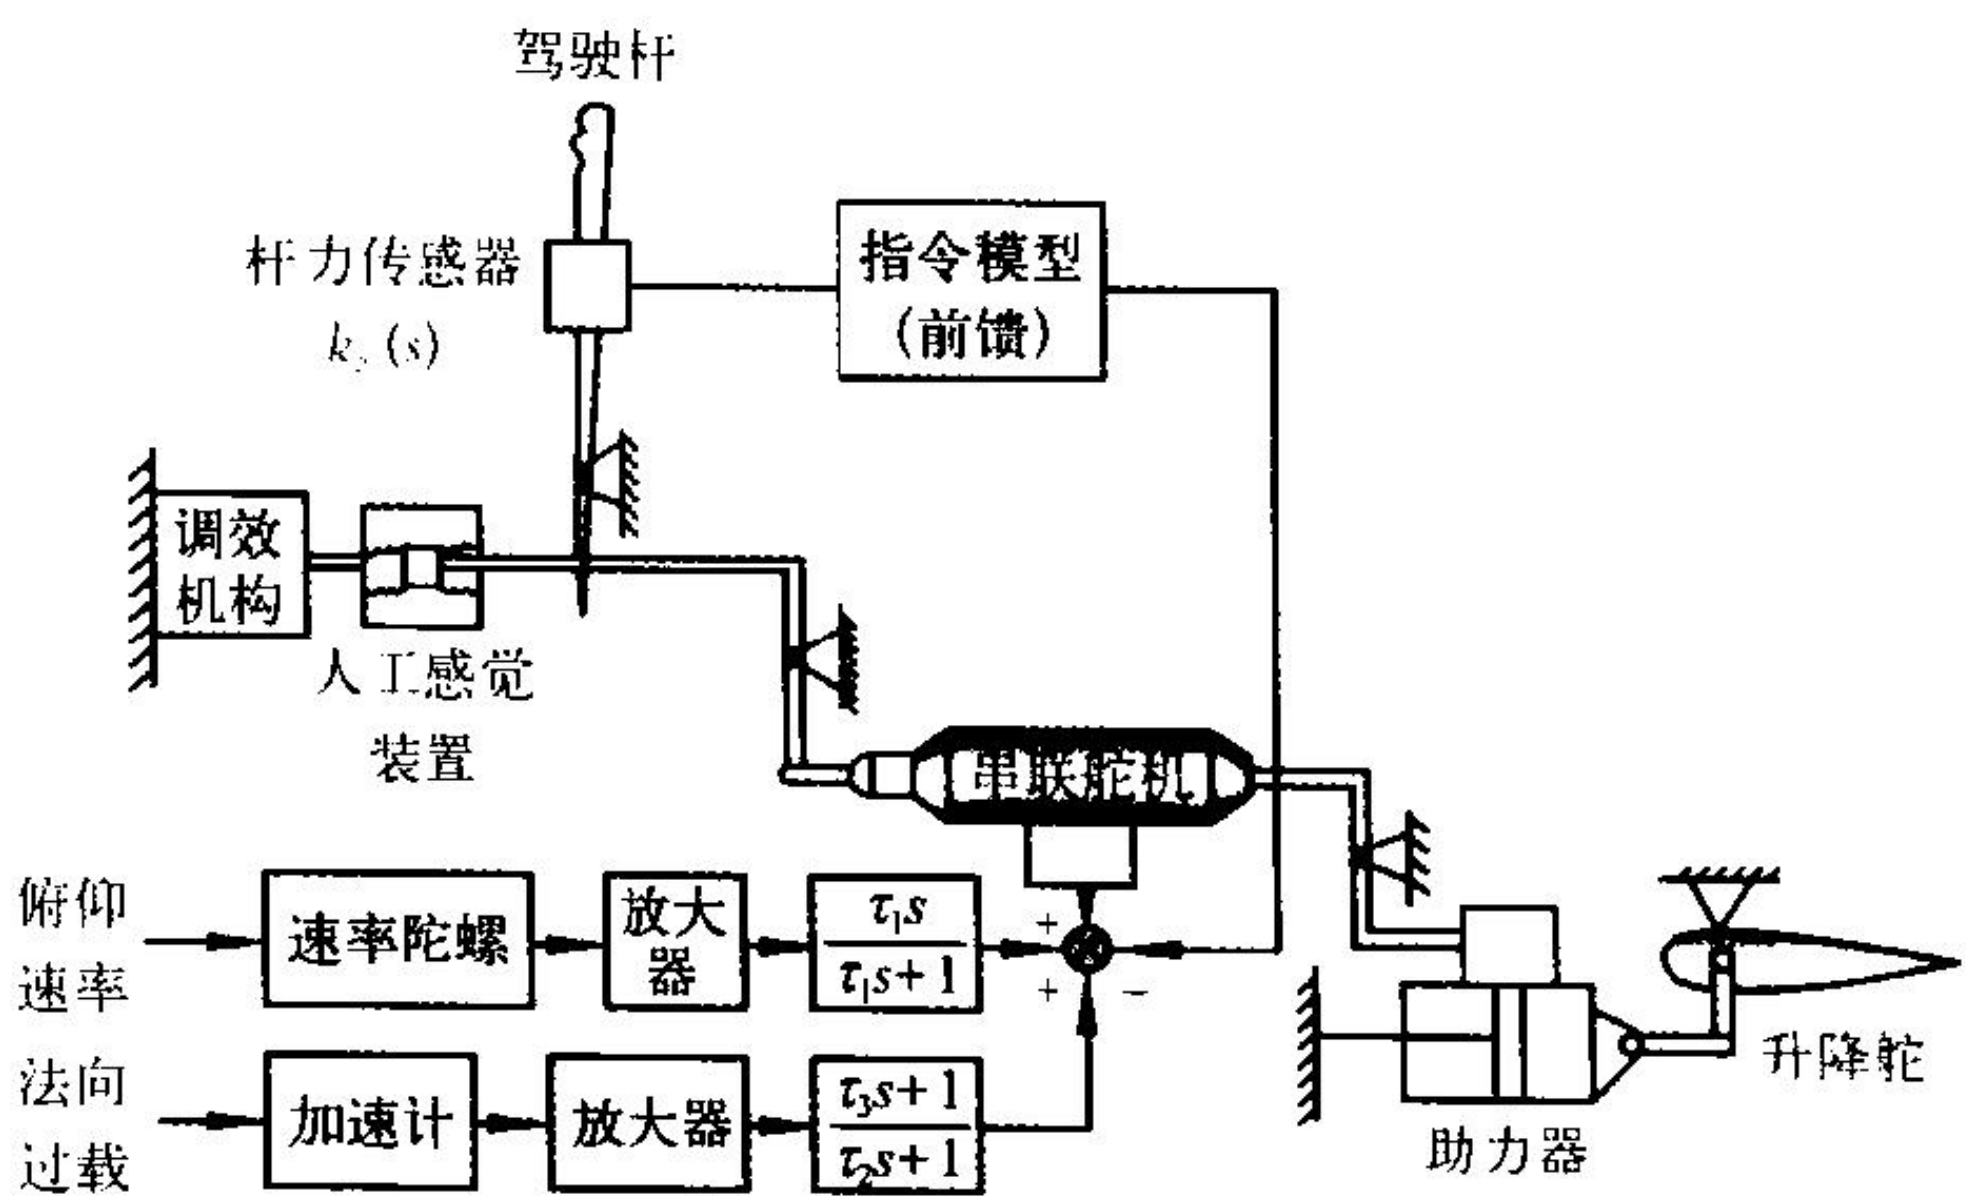 驾驶杆
杆力传感器
指令模型
(前馈)
调效
机构
人工感觉
装置
串联舵机
俯仰
速率
速率陀螺
放大
器
τ₁s
τ₁s+1
+
+
−
法向
过载
加速计
放大器
τ₃s+1
τ₂s+1
升降舵
助力器